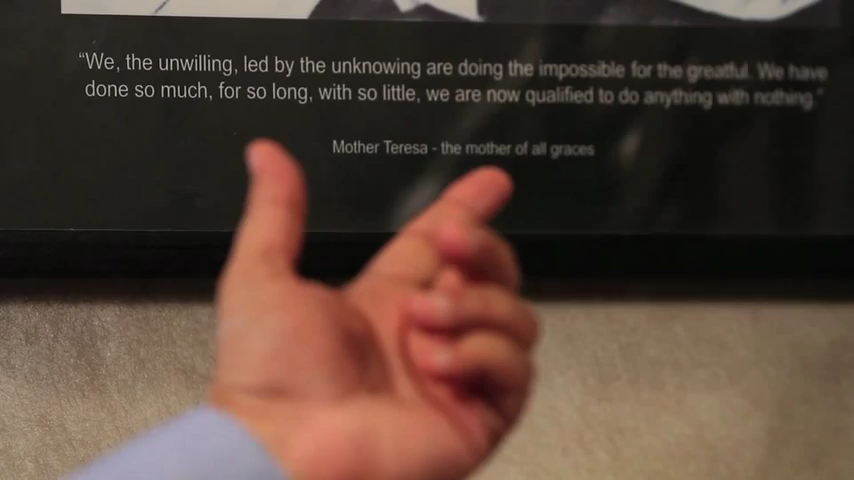 “We, the unwilling, led by the unknowing are doing the impossible for the greatful. We have
done so much, for so long, with so little, we are now qualified to do anything with nothing.”
Mother Teresa - the mother of all graces